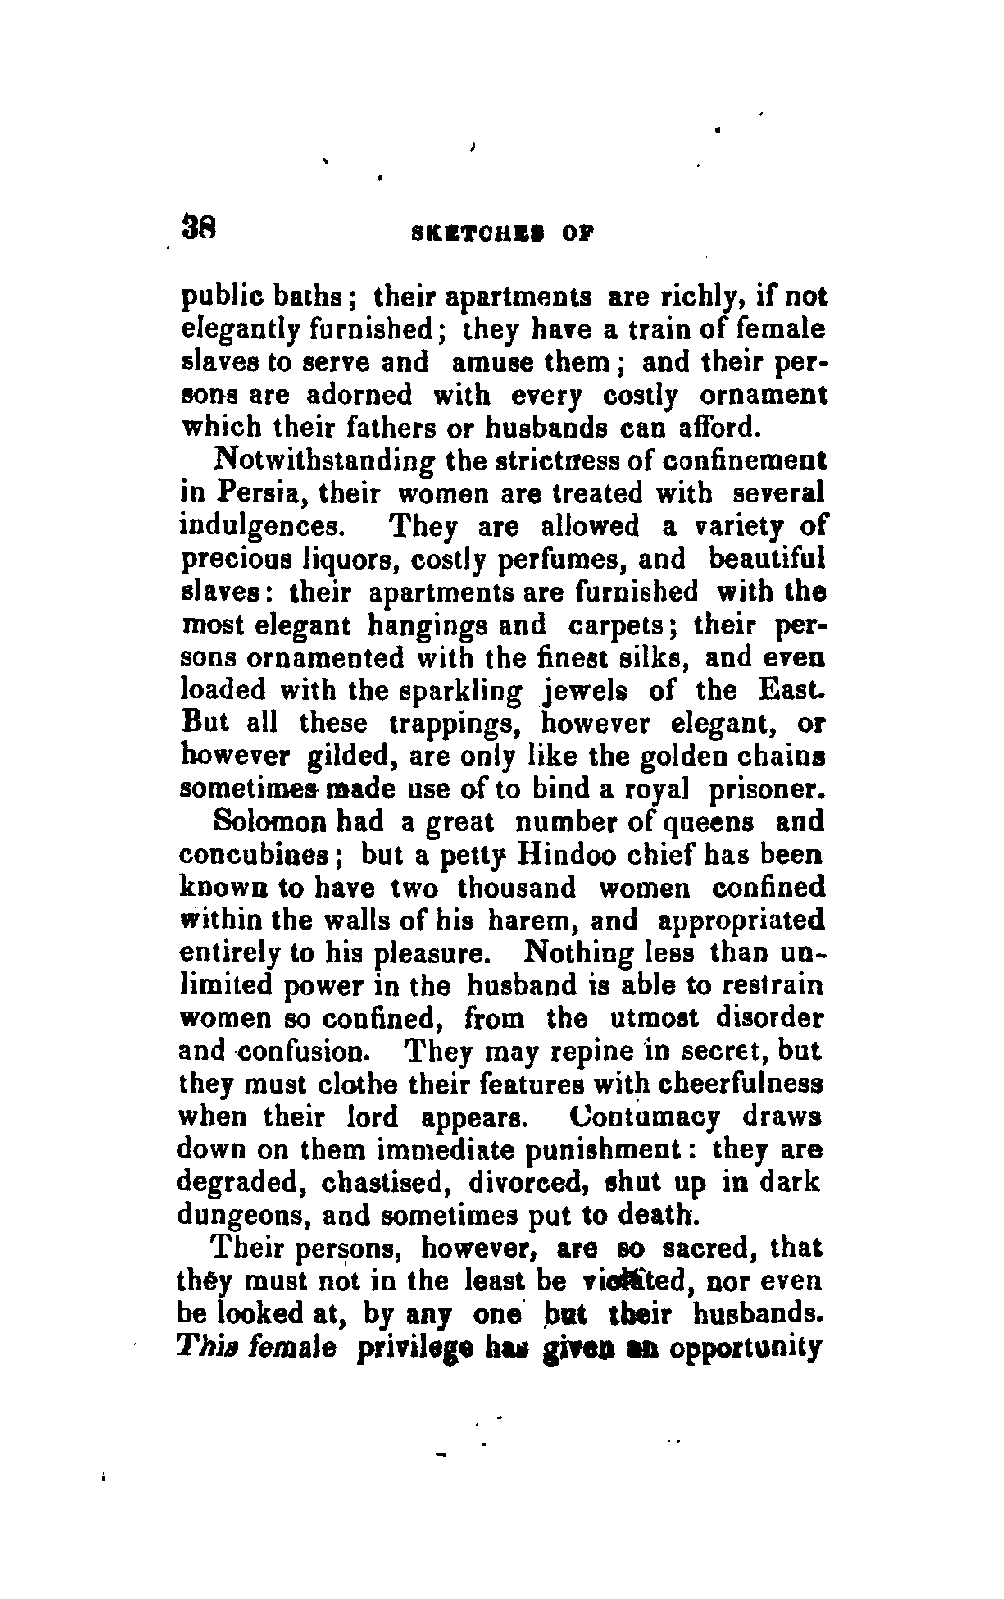 38 SKETCHES OF
public baths; their apartments are richly, if not
elegantly furnished; they have a train of female
slaves to serve and amuse them; and their per-
sons are adorned with every costly ornament
which their fathers or husbands can afford.
Notwithstanding the strictness of confinement
in Persia, their women are treated with several
indulgences. They are allowed a variety of
precious liquors, costly perfumes, and beautiful
slaves: their apartments are furnished with the
most elegant hangings and carpets; their per-
sons ornamented with the finest silks, and even
loaded with the sparkling jewels of the East.
But all these trappings, however elegant, or
however gilded, are only like the golden chains
sometimes made use of to bind a royal prisoner.
Solomon had a great number of queens and
concubines; but a petty Hindoo chief has been
known to have two thousand women confined
within the walls of his harem, and appropriated
entirely to his pleasure. Nothing less than un-
limited power in the husband is able to restrain
women so confined, from the utmost disorder
and confusion. They may repine in secret, but
they must clothe their features with cheerfulness
when their lord appears. Contumacy draws
down on them immediate punishment: they are
degraded, chastised, divorced, shut up in dark
dungeons, and sometimes put to death.
Their persons, however, are so sacred, that
they must not in the least be violated, nor even
be looked at, by any one but their husbands.
This female privilege has given an opportunity